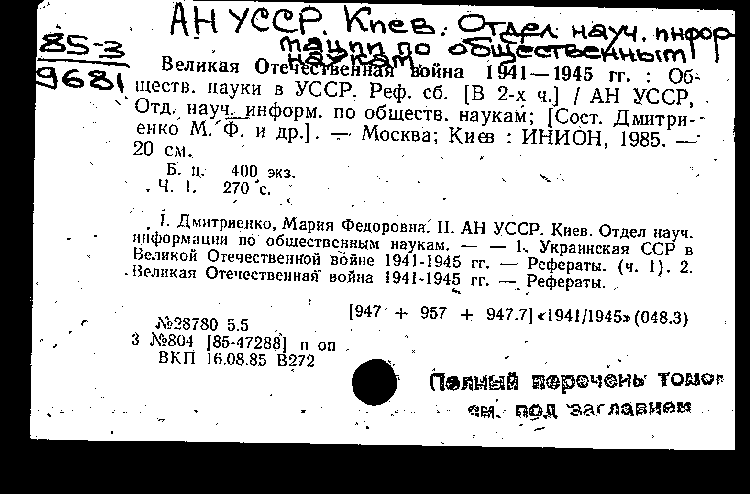 АН УССР. Киев. Отдел науч. инфор
мации по общественным
наукам
85-3
9681
Великая Отечественная война 1941—1945 гг. : Об-
ществ. науки в УССР. Реф. сб. [В 2-х ч.] / АН УССР,
Отд. науч. информ. по обществ. наукам; [Сост. Дмитри-
енко М. Ф. и др.]. — Москва; Киев : ИНИОН, 1985. —
20 см.
Б. ц. 400 экз.
Ч. 1. 270 с.
I. Дмитриенко, Мария Федоровна. II. АН УССР. Киев. Отдел науч.
информации по общественным наукам. — — 1. Украинская ССР в
Великой Отечественной войне 1941-1945 гг. — Рефераты. (ч. 1). 2.
Великая Отечественная война 1941-1945 гг. — Рефераты.
[947 + 957 + 947.7] «1941/1945» (048.3)
№28780 5.5
3 №804 [85-47288] п оп
ВКП 16.08.85 В272
Полный перечень томов
см. под заглавием